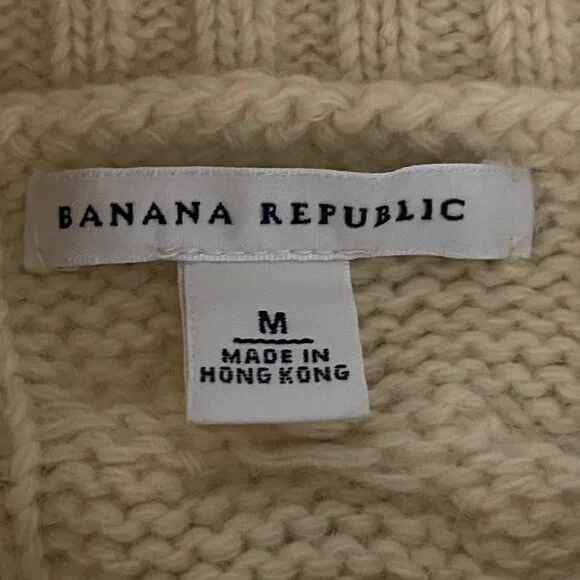 BANANA REPUBLIC
M
MADE IN
HONG KONG